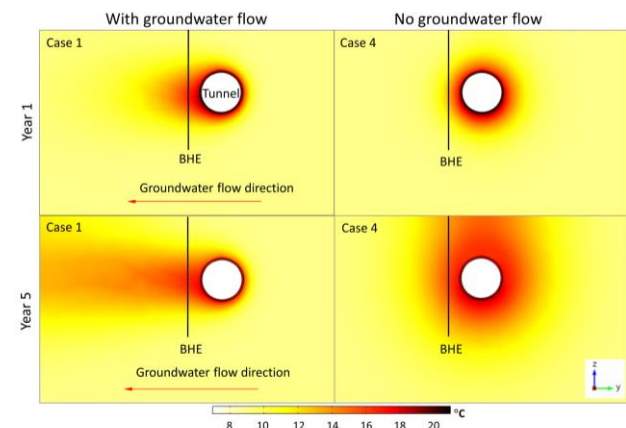 With groundwater flow
No groundwater flow
Year 1
Case 1
Tunnel
BHE
Groundwater flow direction
Case 4
BHE
Year 5
Case 1
BHE
Groundwater flow direction
Case 4
BHE
z
y
8 10 12 14 16 18 20 °C